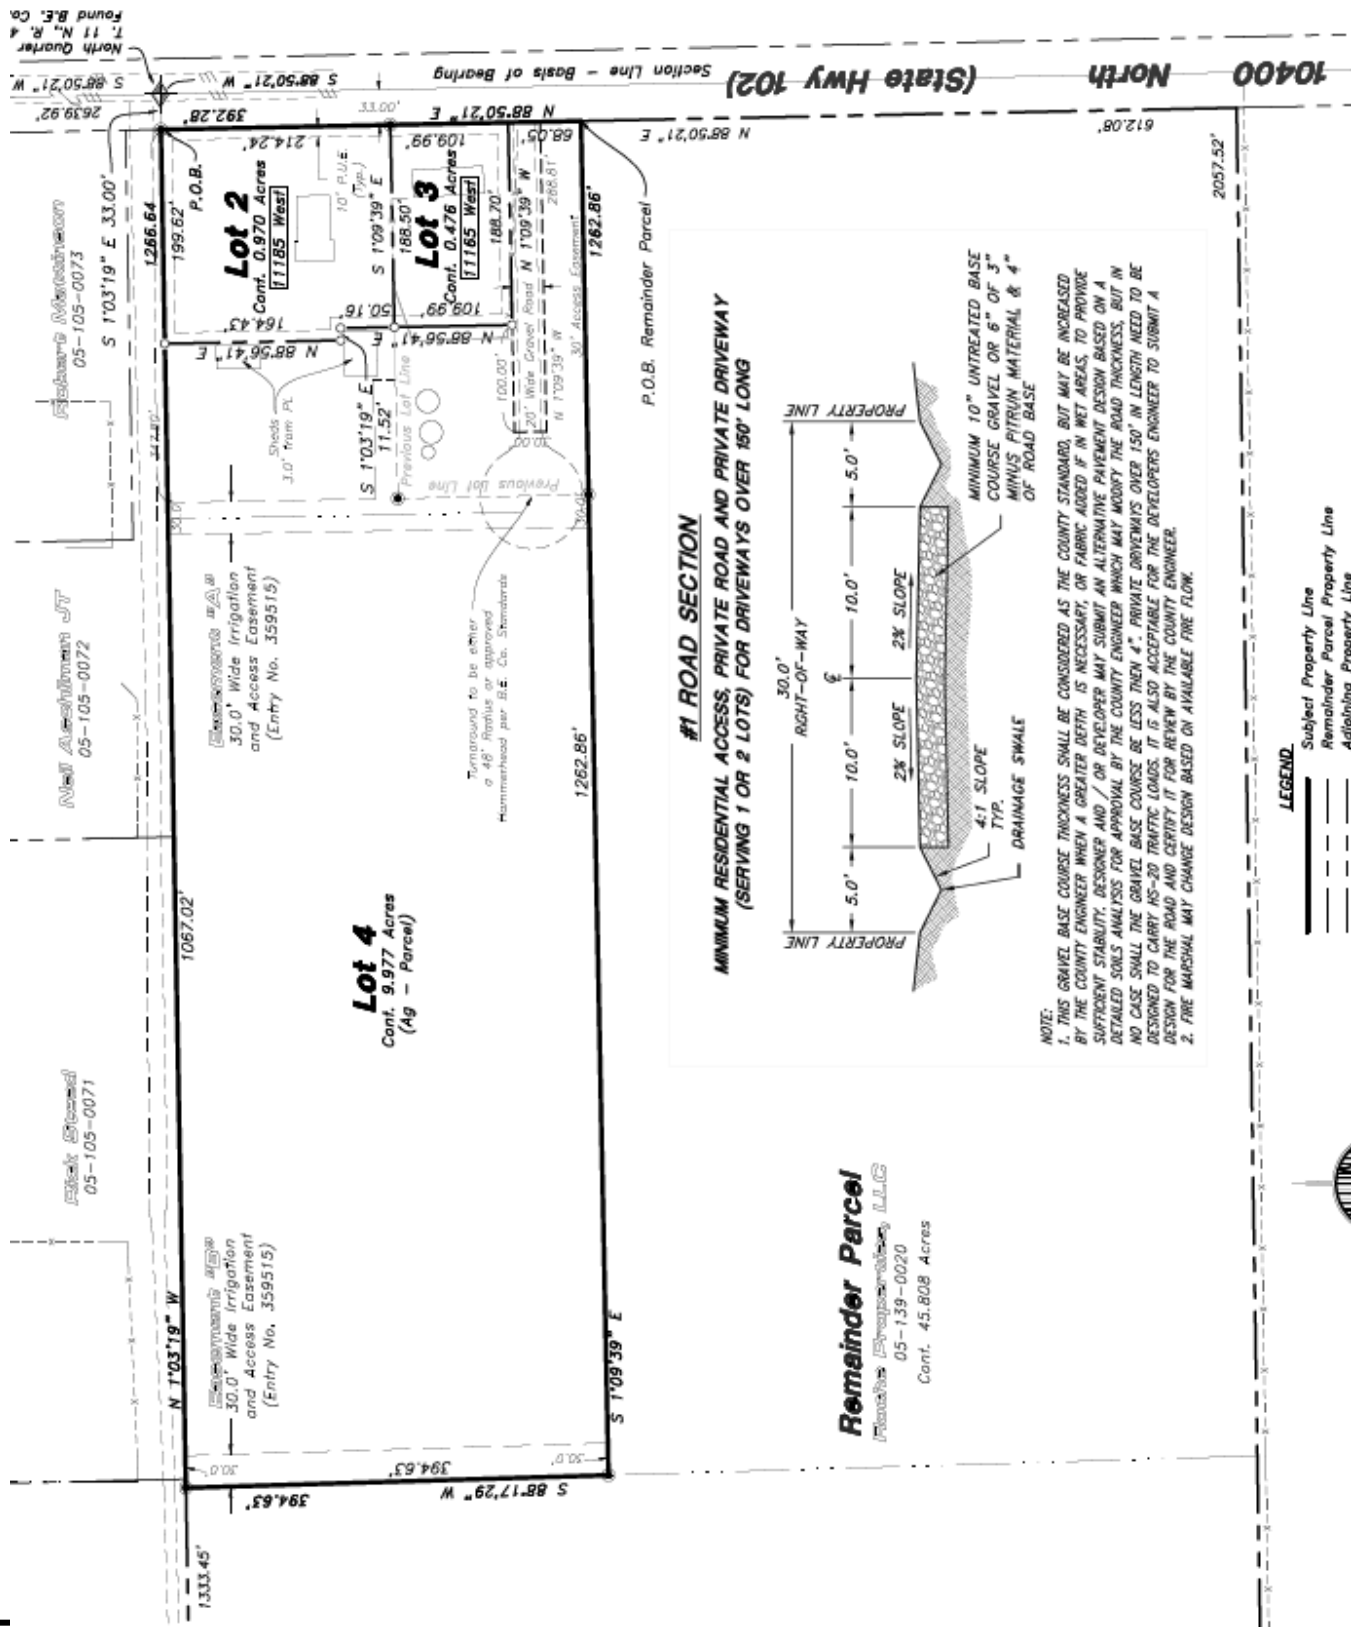 North Quarter
T. 11 N., R. 4
Found B.E. Co.
S 88°50'21" W
2639.92'
S 88°50'21" W
392.28'
33.00'
Section Line - Basis of Bearing
N 88°50'21" E
10400 North (State Hwy 102)
N 88°50'21" E
612.08'
2057.52'
S 1°03'19" E 33.00'
P.O.B.
214.24'
109.99'
68.05'
1266.64
199.62'
Lot 2
Cont. 0.970 Acres
11185 West
10' P.U.E.
(Typ.)
S 1°09'39" E
188.50'
Lot 3
Cont. 0.476 Acres
11165 West
188.70'
N 1°09'39" W
288.81'
30' Access Easement
1262.86'
P.O.B. Remainder Parcel
164.43'
50.16'
109.99'
N 88°56'41" E
N 88°56'41" E
20' Wide Gravel Road
100.00'
N 1°09'39" W
30.00'
Sheds
3.0' from PL
S 1°03'19" E
11.52'
Previous Lot Line
Previous Lot Line
05-105-0073
Neil Aeschliman JT
05-105-0072
Rick Steed
05-105-0071
30.0'
30.0'
Easement "A"
30.0' Wide Irrigation
and Access Easement
(Entry No. 359515)
Turnaround to be either
a 48' Radius or approved
Hammerhead per B.E. Co. Standards
1262.86'
1067.02'
Lot 4
Cont. 9.977 Acres
(Ag - Parcel)
Easement "B"
30.0' Wide Irrigation
and Access Easement
(Entry No. 359515)
N 1°03'19" W
S 1°09'39" E
30.0'
30.0'
394.63'
394.63'
S 88°17'29" W
1333.45'
#1 ROAD SECTION
MINIMUM RESIDENTIAL ACCESS, PRIVATE ROAD AND PRIVATE DRIVEWAY
(SERVING 1 OR 2 LOTS) FOR DRIVEWAYS OVER 150' LONG
30.0'
RIGHT-OF-WAY
PROPERTY LINE
PROPERTY LINE
5.0'
10.0'
10.0'
5.0'
2% SLOPE
2% SLOPE
4:1 SLOPE
TYP.
DRAINAGE SWALE
MINIMUM 10" UNTREATED BASE
COURSE GRAVEL OR 6" OF 3"
MINUS PITRUN MATERIAL & 4"
OF ROAD BASE
NOTE:
1. THIS GRAVEL BASE COURSE THICKNESS SHALL BE CONSIDERED AS THE COUNTY STANDARD, BUT MAY BE INCREASED
BY THE COUNTY ENGINEER WHEN A GREATER DEPTH IS NECESSARY, OR FABRIC ADDED IF IN WET AREAS, TO PROVIDE
SUFFICIENT STABILITY. DESIGNER AND / OR DEVELOPER MAY SUBMIT AN ALTERNATIVE PAVEMENT DESIGN BASED ON A
DETAILED SOILS ANALYSIS FOR APPROVAL BY THE COUNTY ENGINEER WHICH MAY MODIFY THE ROAD THICKNESS, BUT IN
NO CASE SHALL THE GRAVEL BASE COURSE BE LESS THEN 4". PRIVATE DRIVEWAYS OVER 150' IN LENGTH NEED TO BE
DESIGNED TO CARRY HS-20 TRAFFIC LOADS. IT IS ALSO ACCEPTABLE FOR THE DEVELOPERS ENGINEER TO SUBMIT A
DESIGN FOR THE ROAD AND CERTIFY IT FOR REVIEW BY THE COUNTY ENGINEER.
2. FIRE MARSHAL MAY CHANGE DESIGN BASED ON AVAILABLE FIRE FLOW.
Remainder Parcel
Properties, LLC
05-139-0020
Cont. 45.808 Acres
LEGEND
Subject Property Line
Remainder Parcel Property Line
Adjoining Property Line